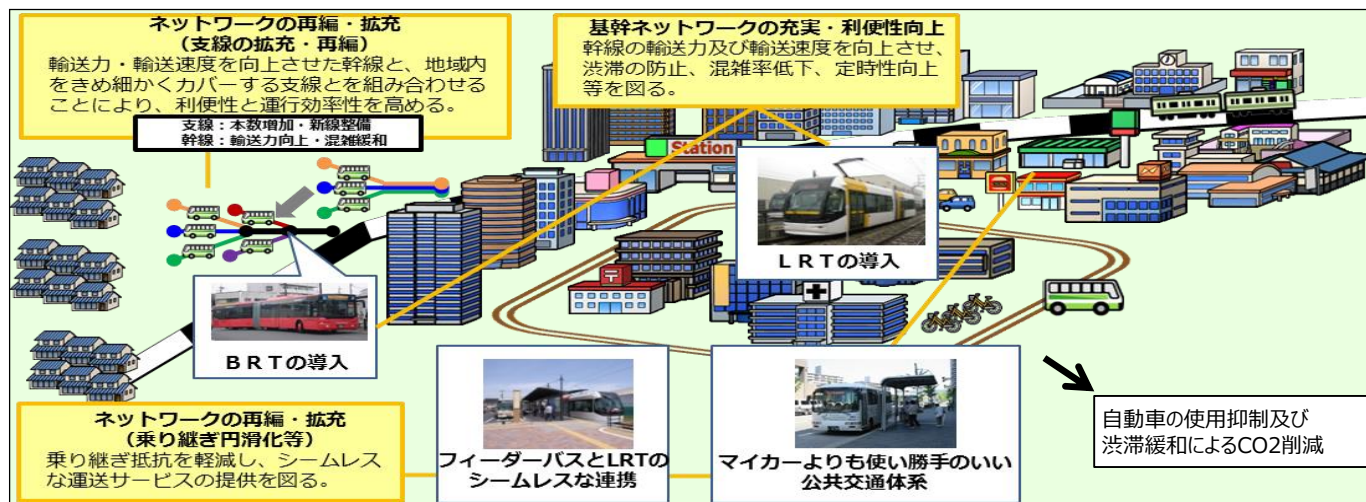 ネットワークの再編・拡充
(支線の拡充・再編)
輸送力・輸送速度を向上させた幹線と、地域内
をきめ細かくカバーする支線とを組み合わせる
ことにより、利便性と運行効率性を高める。
支線：本数増加・新線整備
幹線：輸送力向上・混雑緩和
基幹ネットワークの充実・利便性向上
幹線の輸送力及び輸送速度を向上させ、
渋滞の防止、混雑率低下、定時性向上
等を図る。
Station
LRTの導入
BRTの導入
ネットワークの再編・拡充
(乗り継ぎ円滑化等)
乗り継ぎ抵抗を軽減し、シームレス
な運送サービスの提供を図る。
フィーダーバスとLRTの
シームレスな連携
マイカーよりも使い勝手のいい
公共交通体系
自動車の使用抑制及び
渋滞緩和によるCO2削減